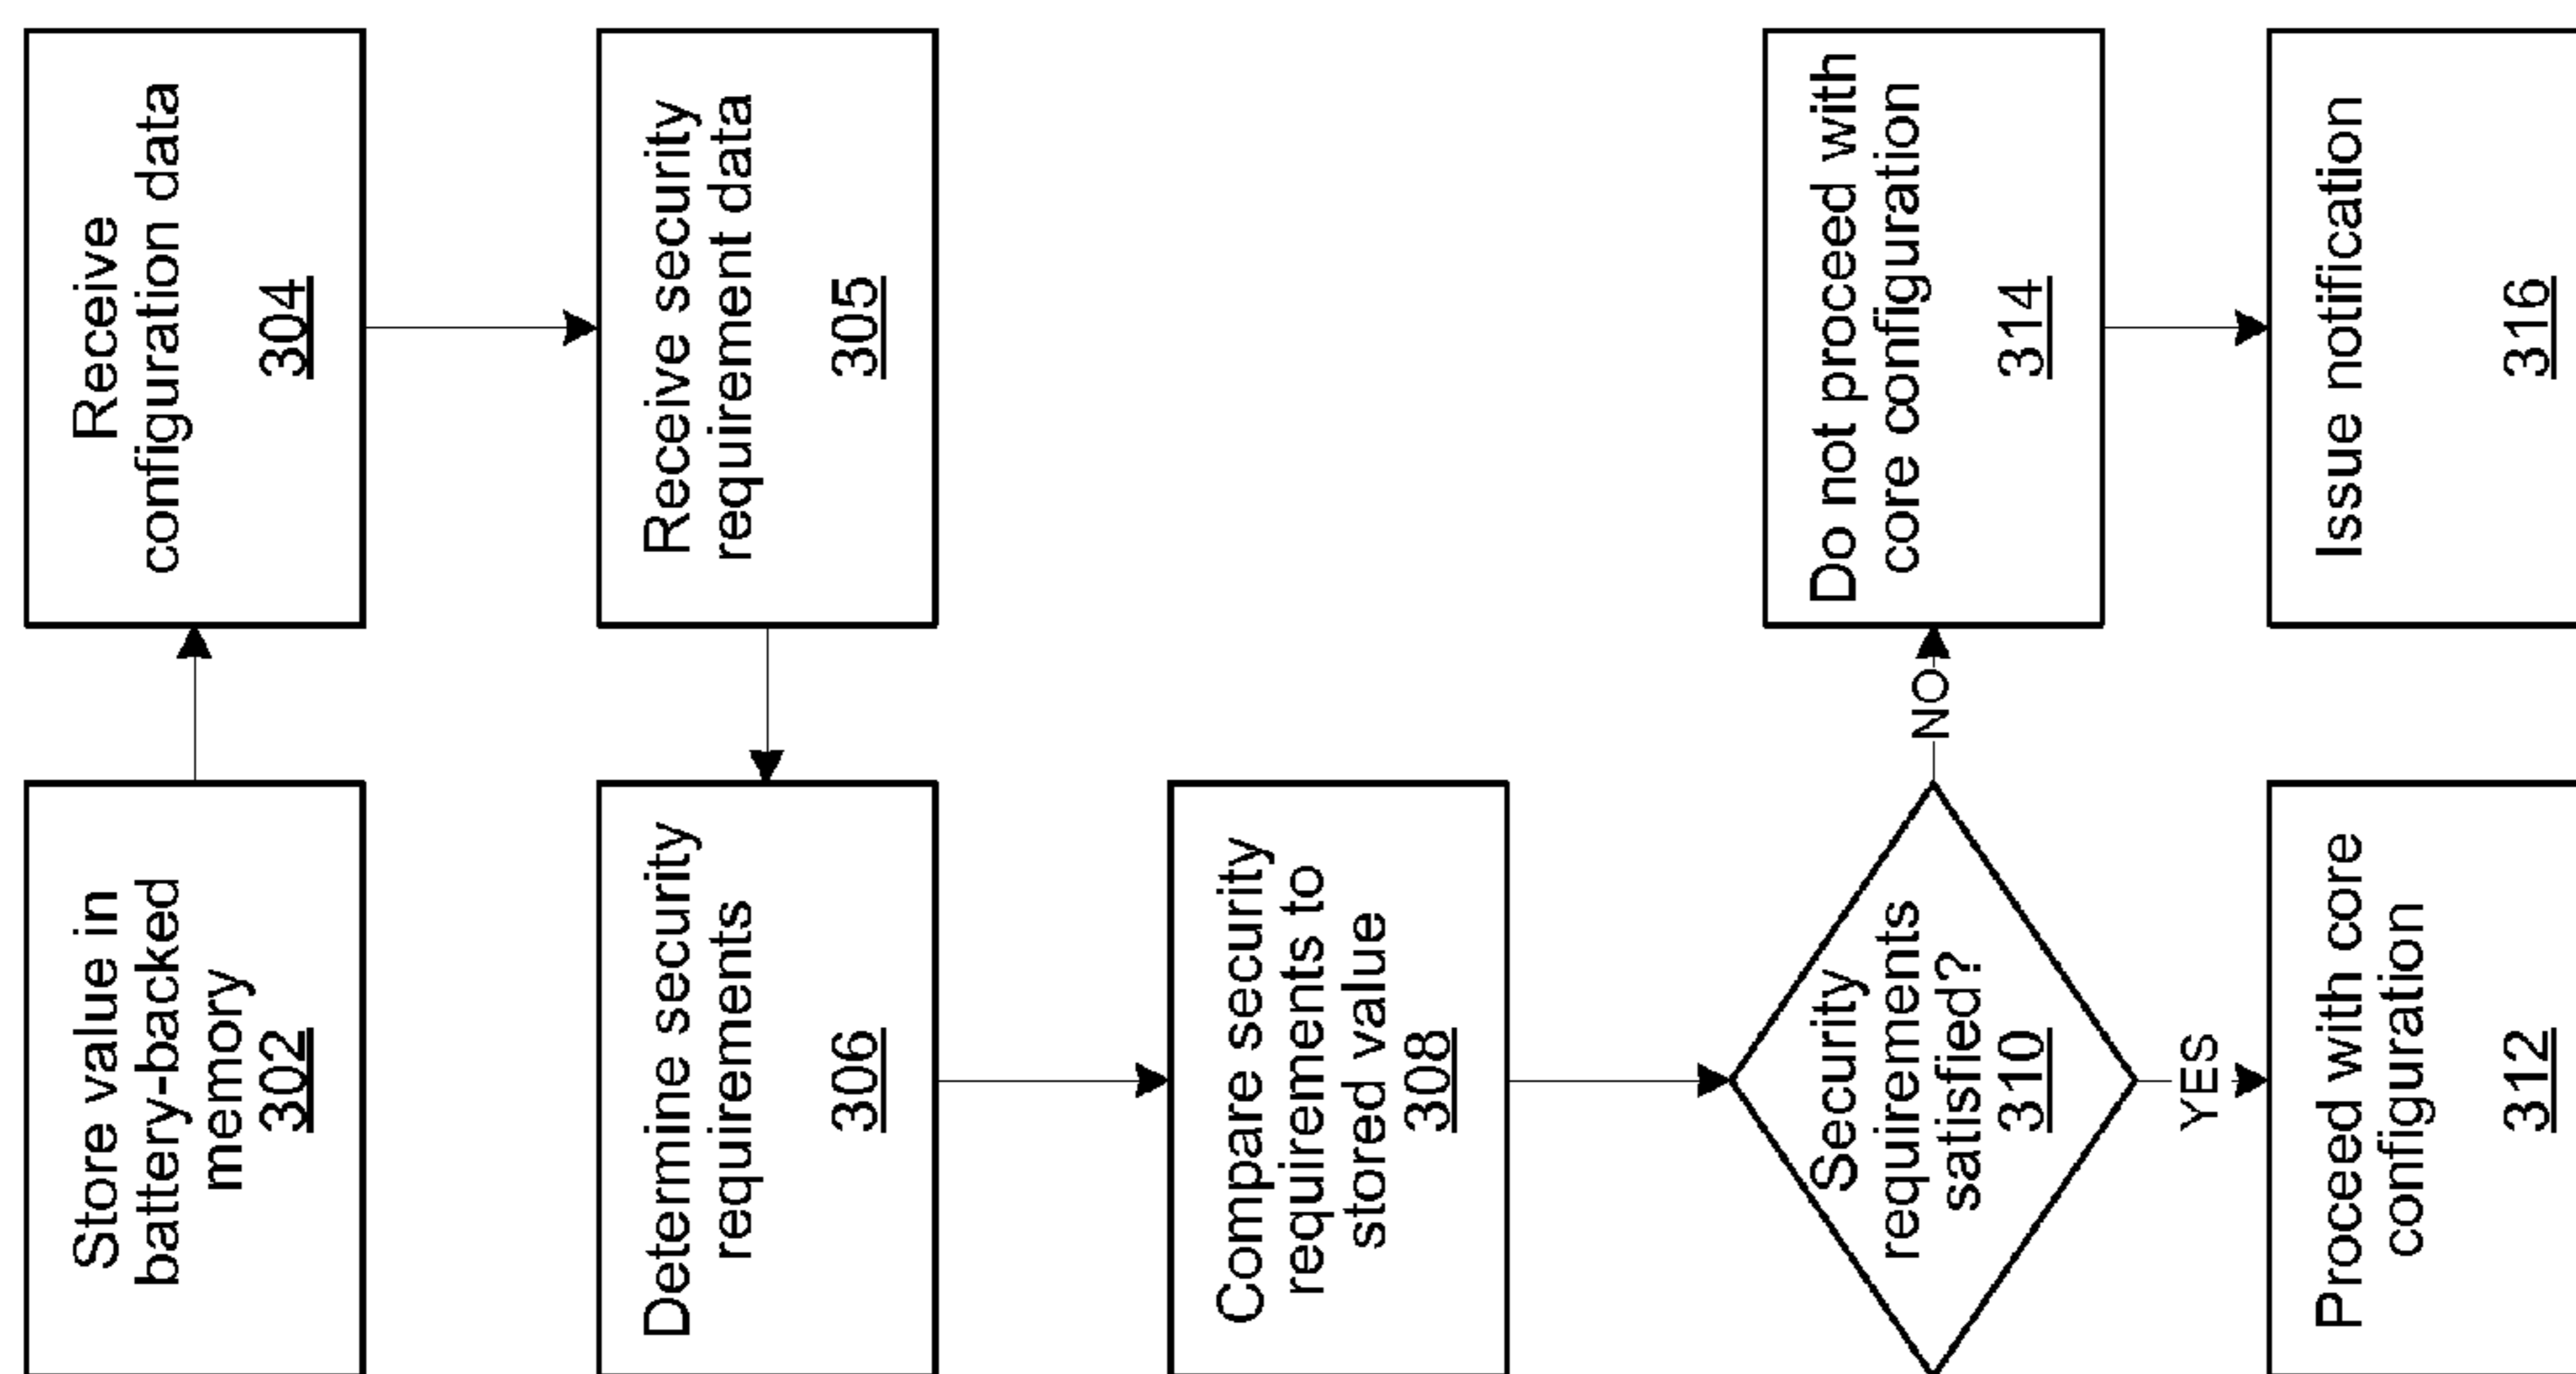 Store value in
battery-backed
memory
302
Receive
configuration data
304
Receive security
requirement data
305
Determine security
requirements
306
Compare security
requirements to
stored value
308
Security
requirements
satisfied?
310
NO
Do not proceed with
core configuration
314
Issue notification
316
YES
Proceed with core
configuration
312